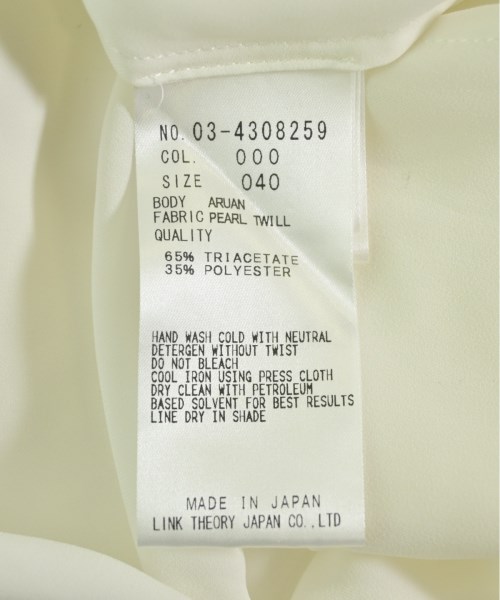 NO. 03-4308259
COL. 000
SIZE 040
BODY ARUAN
FABRIC PEARL TWILL
QUALITY
65% TRIACETATE
35% POLYESTER
HAND WASH COLD WITH NEUTRAL
DETERGEN WITHOUT TWIST
DO NOT BLEACH
COOL IRON USING PRESS CLOTH
DRY CLEAN WITH PETROLEUM
BASED SOLVENT FOR BEST RESULTS
LINE DRY IN SHADE
MADE IN JAPAN
LINK THEORY JAPAN CO.,LTD